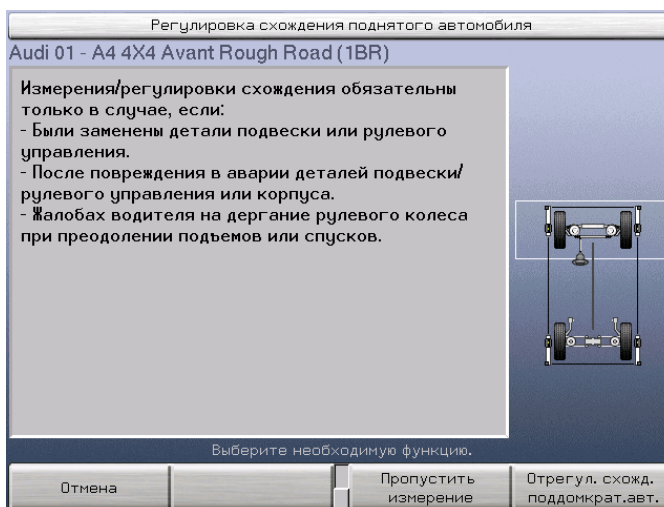 Регулировка схождения поднятого автомобиля
Audi 01 - A4 4X4 Avant Rough Road (1BR)
Измерения/регулировки схождения обязательны
только в случае, если:
- Были заменены детали подвески или рулевого
управления.
- После повреждения в аварии деталей подвески/
рулевого управления или корпуса.
- Жалобах водителя на дергание рулевого колеса
при преодолении подъемов или спусков.
Выберите необходимую функцию.
Отмена
Пропустить
измерение
Отрегул. схожд.
поддомкрат.авт.